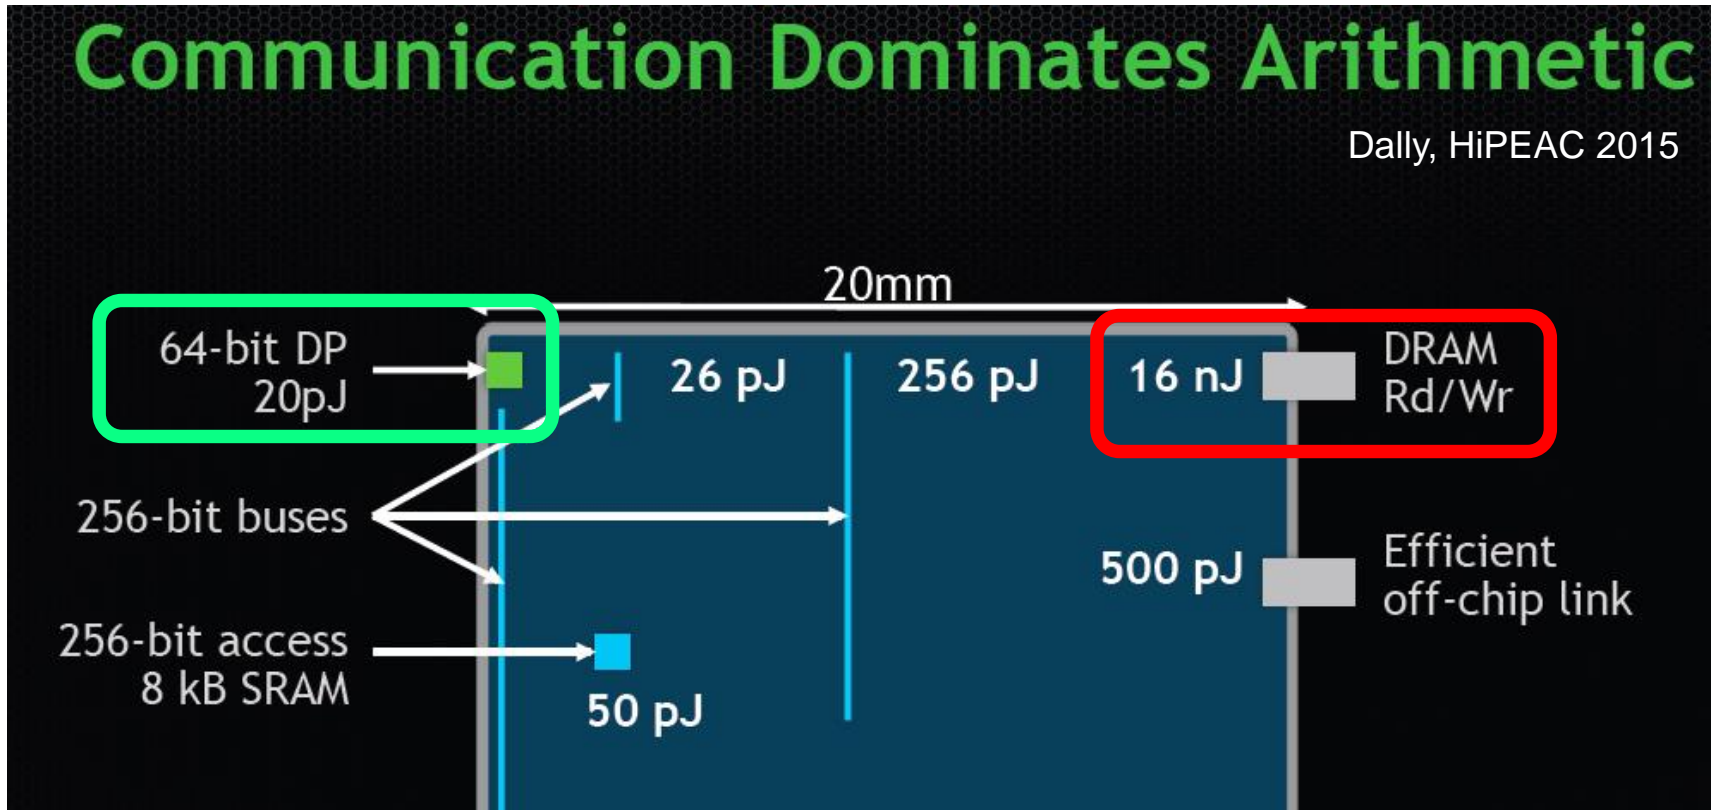 Communication Dominates Arithmetic
Dally, HiPEAC 2015
20mm
64-bit DP
20pJ
26 pJ
256 pJ
16 nJ
DRAM
Rd/Wr
256-bit buses
500 pJ
Efficient
off-chip link
256-bit access
8 kB SRAM
50 pJ